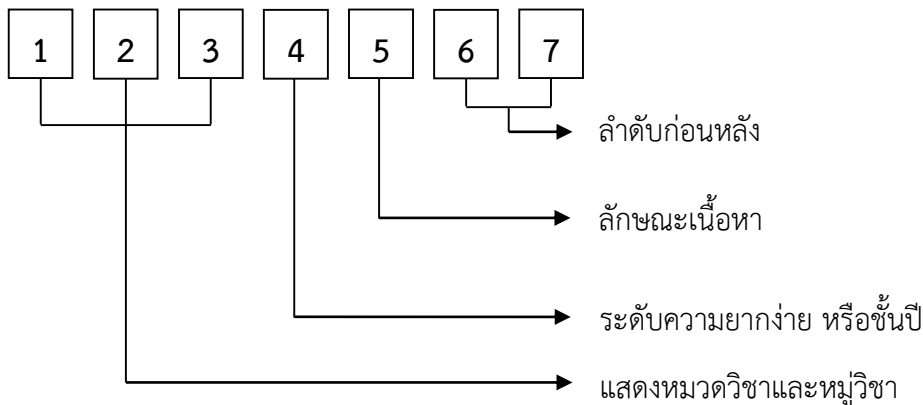 1 2 3 4 5 6 7
ลำดับก่อนหลัง
ลักษณะเนื้อหา
ระดับความยากง่าย หรือชั้นปี
แสดงหมวดวิชาและหมู่วิชา